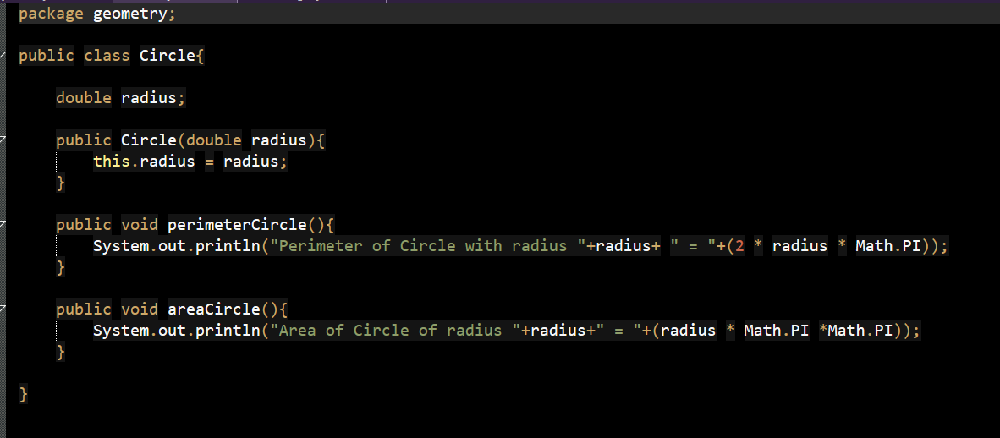 package geometry;
public class Circle{
double radius;
public Circle(double radius){
this.radius = radius;
}
public void perimeterCircle(){
System.out.println("Perimeter of Circle with radius "+radius+ " = "+(2 * radius * Math.PI));
}
public void areaCircle(){
System.out.println("Area of Circle of radius "+radius+" = "+(radius * Math.PI *Math.PI));
}
}